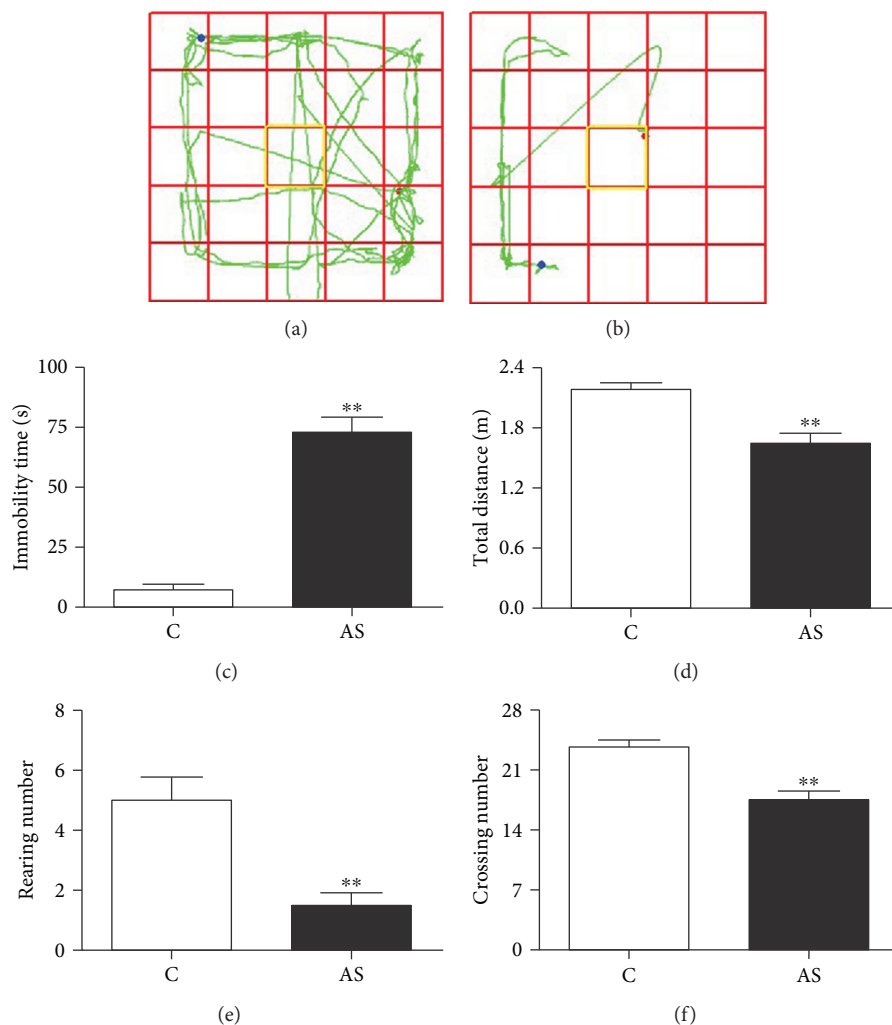 (a)
(b)
100
75
50
25
0
Immobility time (s)
**
C
AS
(c)
2.4
1.8
1.2
0.6
0.0
Total distance (m)
**
C
AS
(d)
8
6
4
2
0
Rearing number
**
C
AS
(e)
28
21
14
7
0
Crossing number
**
C
AS
(f)